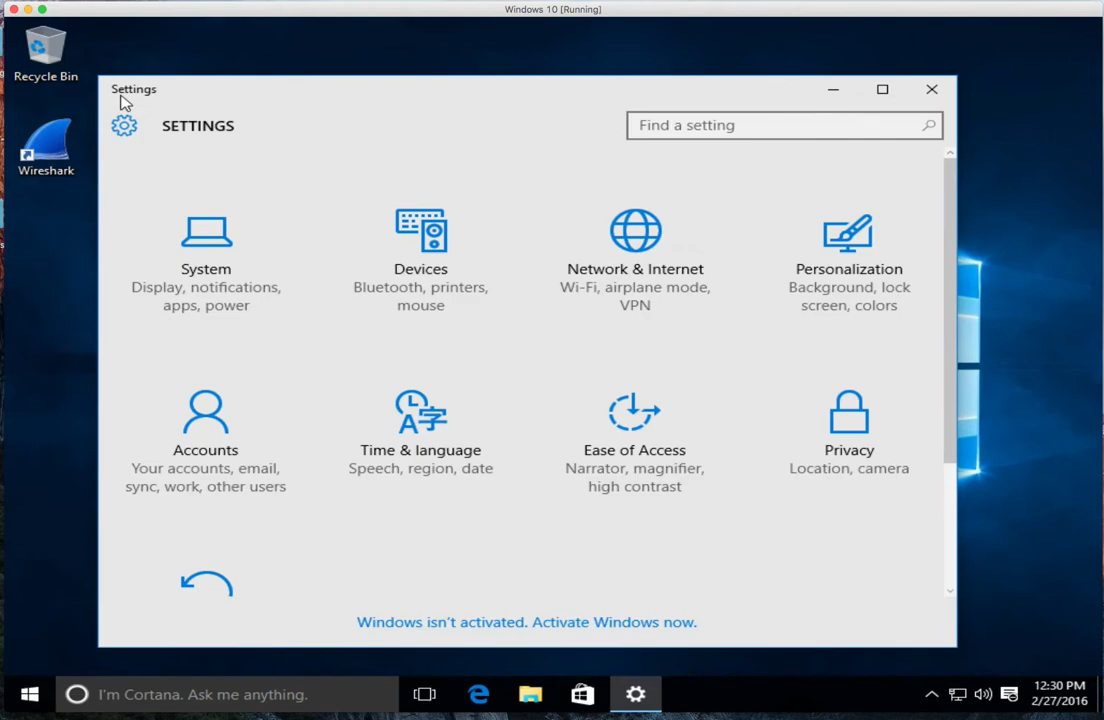 Windows 10 [Running]
Recycle Bin
Wireshark
Settings
SETTINGS
Find a setting
System
Display, notifications,
apps, power
Devices
Bluetooth, printers,
mouse
Network & Internet
Wi-Fi, airplane mode,
VPN
Personalization
Background, lock
screen, colors
Accounts
Your accounts, email,
sync, work, other users
Time & language
Speech, region, date
Ease of Access
Narrator, magnifier,
high contrast
Privacy
Location, camera
Windows isn't activated. Activate Windows now.
I'm Cortana. Ask me anything.
12:30 PM
2/27/2016